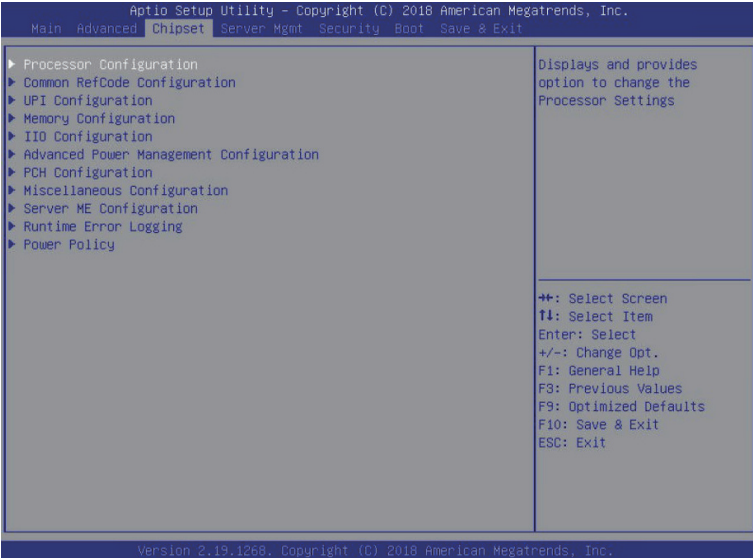 Aptio Setup Utility – Copyright (C) 2018 American Megatrends, Inc.
Main Advanced Chipset Server Mgmt Security Boot Save & Exit
Processor Configuration
Common RefCode Configuration
UPI Configuration
Memory Configuration
IIO Configuration
Advanced Power Management Configuration
PCH Configuration
Miscellaneous Configuration
Server ME Configuration
Runtime Error Logging
Power Policy
Displays and provides
option to change the
Processor Settings
→←: Select Screen
↑↓: Select Item
Enter: Select
+/-: Change Opt.
F1: General Help
F3: Previous Values
F9: Optimized Defaults
F10: Save & Exit
ESC: Exit
Version 2.19.1268. Copyright (C) 2018 American Megatrends, Inc.